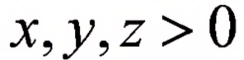 x, y, z > 0